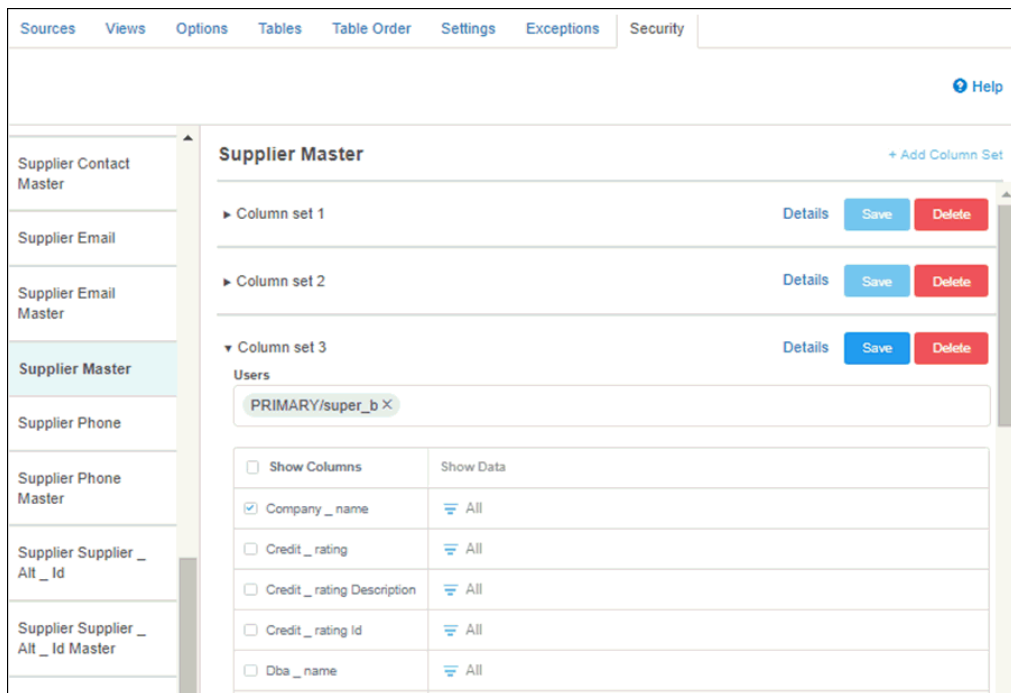 Sources Views Options Tables Table Order Settings Exceptions Security
Help
Supplier Contact
Master
Supplier Email
Supplier Email
Master
Supplier Master
Supplier Phone
Supplier Phone
Master
Supplier Supplier _
Alt _ Id
Supplier Supplier _
Alt _ Id Master
Supplier Master + Add Column Set
Column set 1 Details Save Delete
Column set 2 Details Save Delete
Column set 3 Details Save Delete
Users
PRIMARY/super_b ×
Show Columns Show Data
Company _ name All
Credit _ rating All
Credit _ rating Description All
Credit _ rating Id All
Dba _ name All